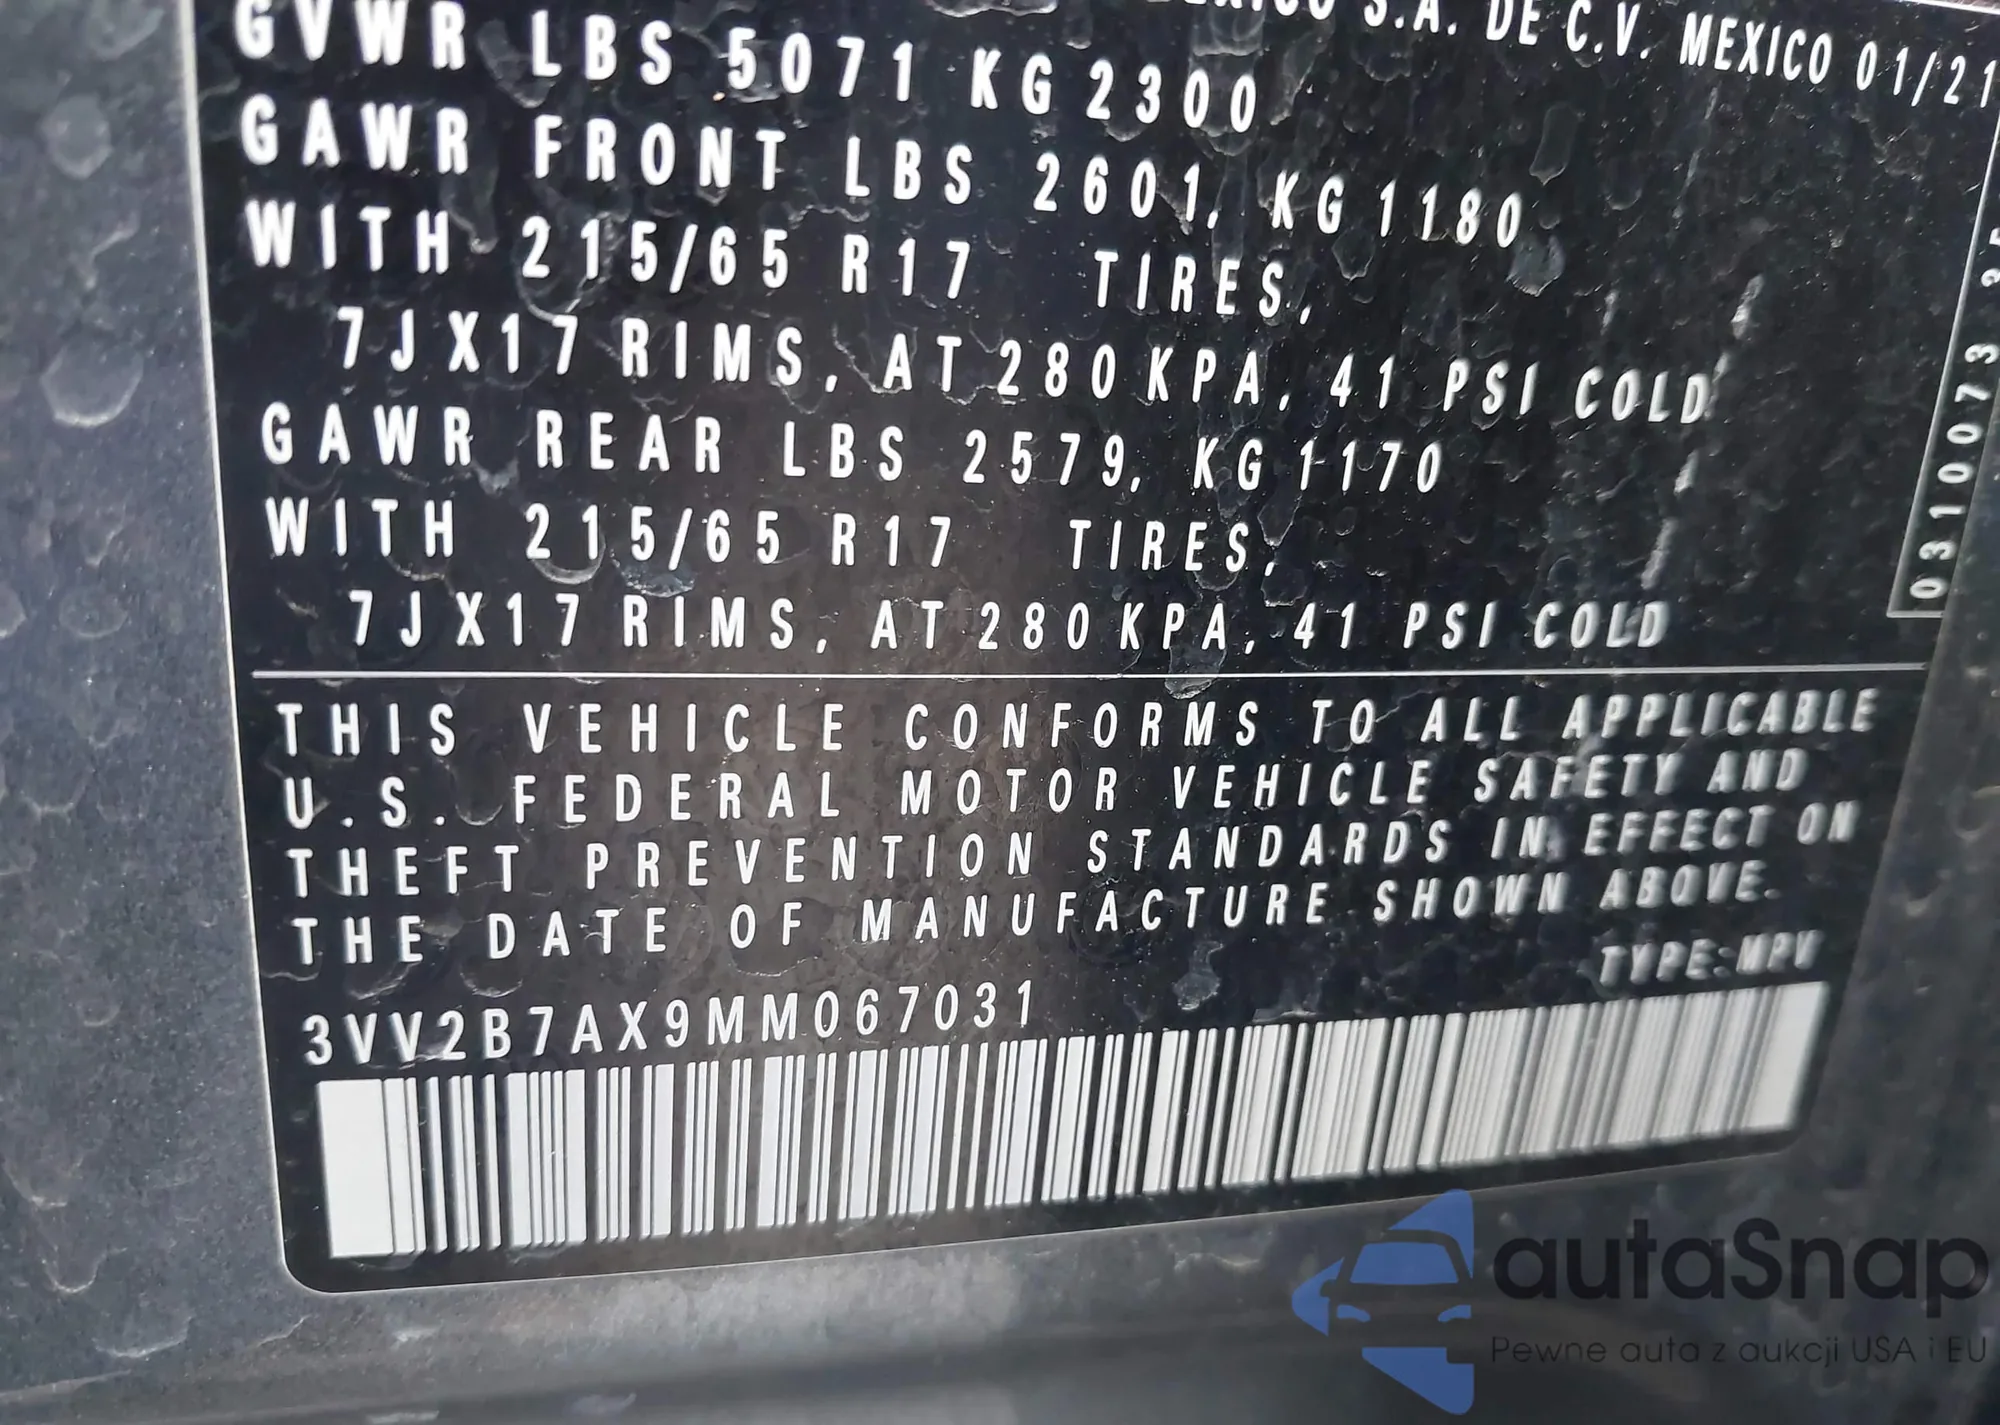 S.A. DE C.V. MEXICO 01/21
GVWR LBS 5071 KG 2300
GAWR FRONT LBS 2601, KG 1180
WITH 215/65 R17 TIRES,
7JX17 RIMS, AT 280 KPA, 41 PSI COLD
GAWR REAR LBS 2579, KG 1170
WITH 215/65 R17 TIRES,
7JX17 RIMS, AT 280 KPA, 41 PSI COLD
0310073
THIS VEHICLE CONFORMS TO ALL APPLICABLE
U.S. FEDERAL MOTOR VEHICLE SAFETY AND
THEFT PREVENTION STANDARDS IN EFFECT ON
THE DATE OF MANUFACTURE SHOWN ABOVE.
TYPE: MPV
3VV2B7AX9MM067031
autaSnap
Pewne auta z aukcji USA i EU